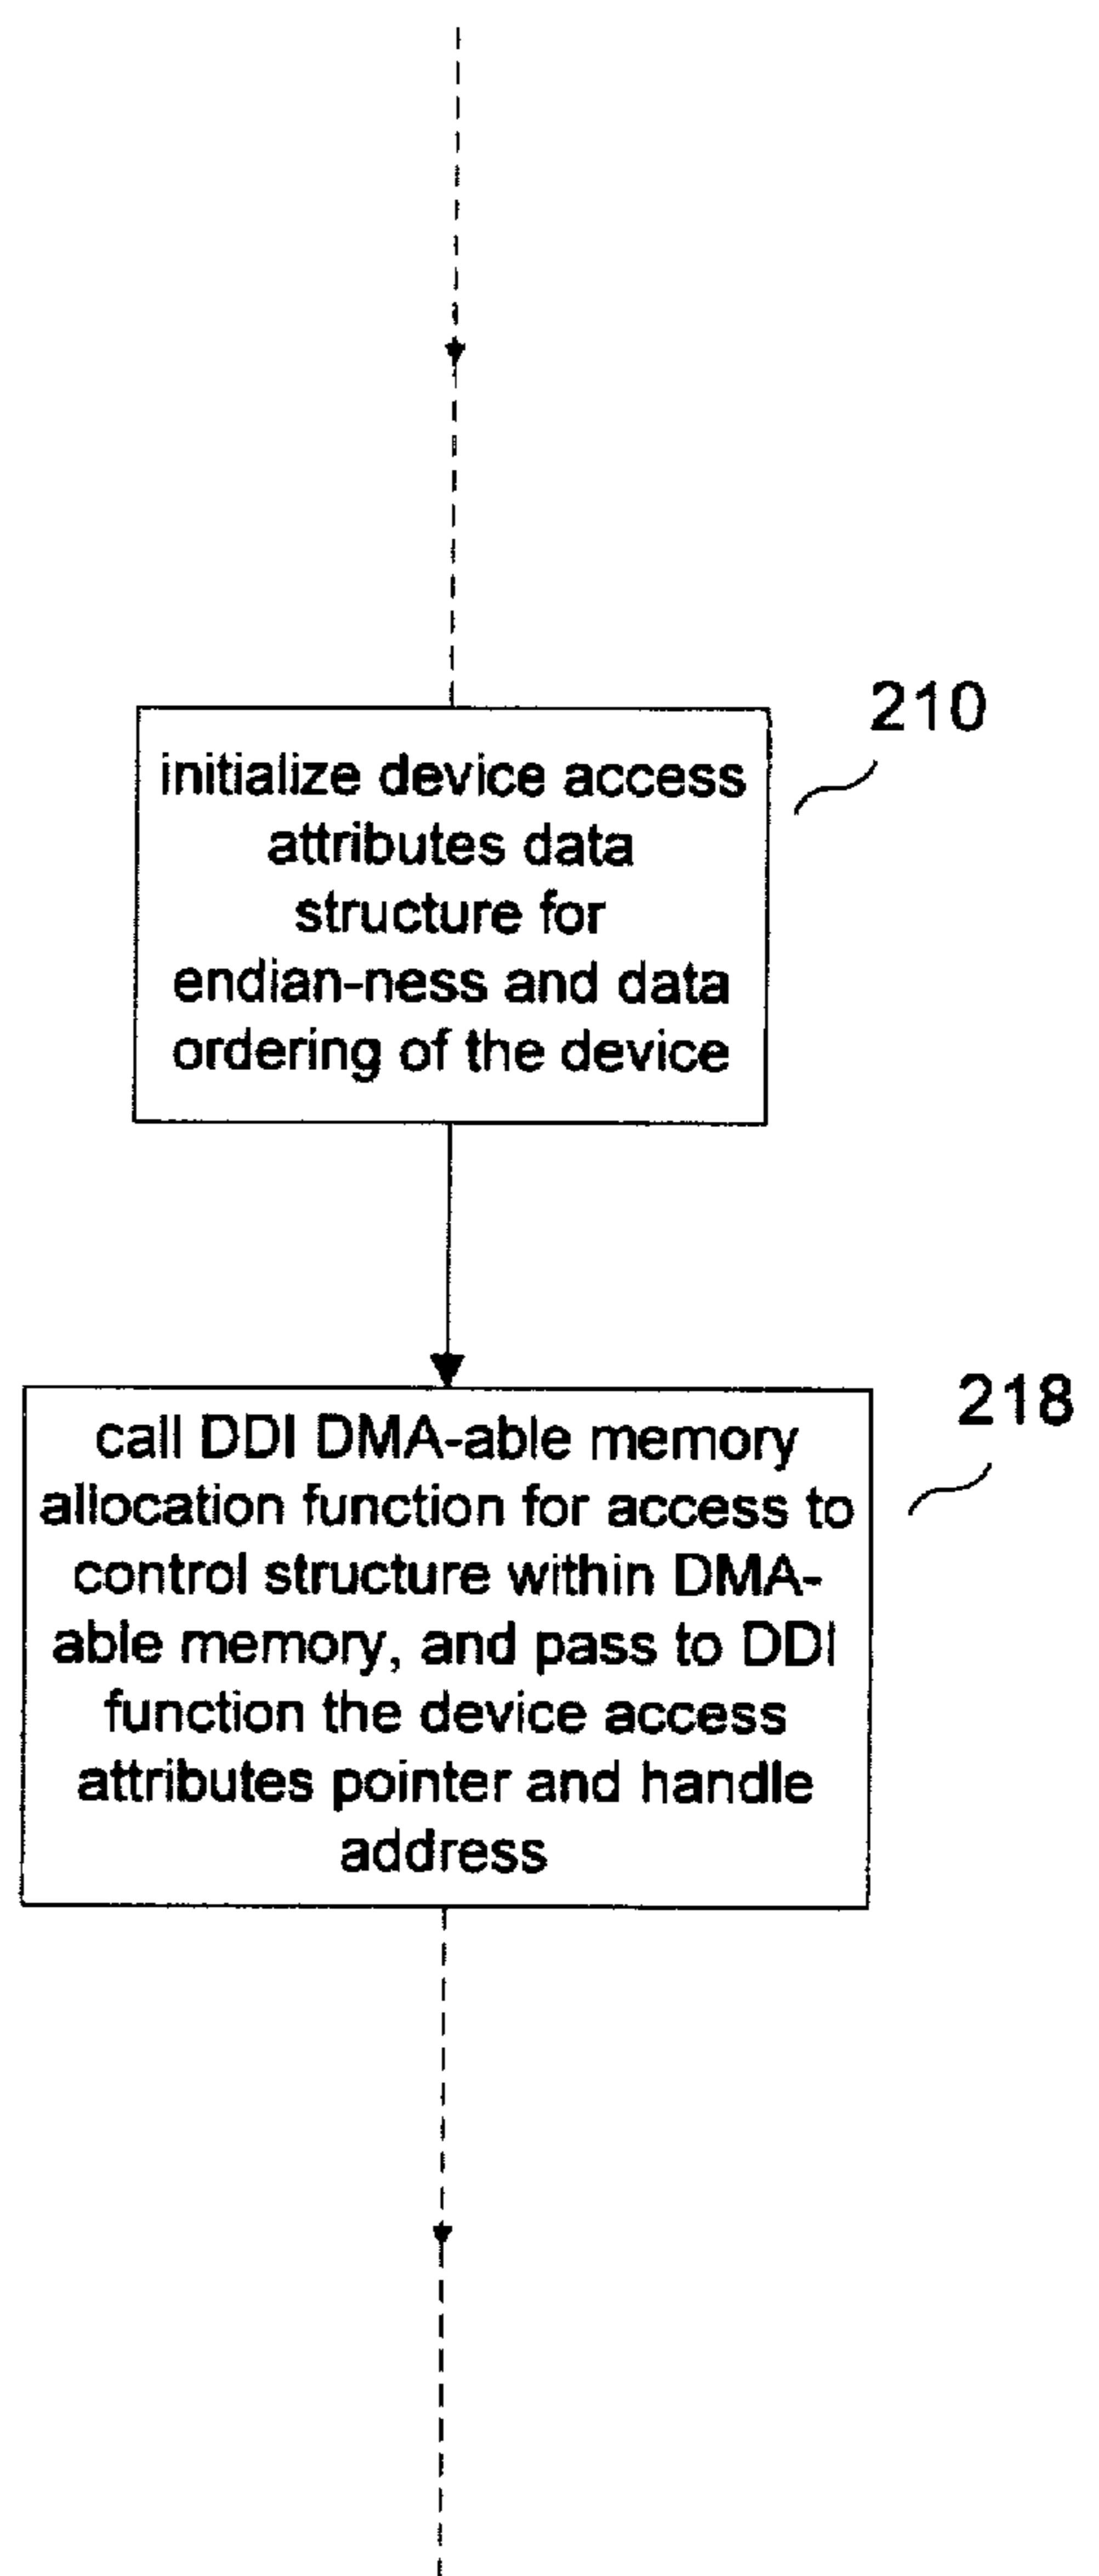 210
initialize device access
attributes data
structure for
endian-ness and data
ordering of the device
218
call DDI DMA-able memory
allocation function for access to
control structure within DMA-
able memory, and pass to DDI
function the device access
attributes pointer and handle
address